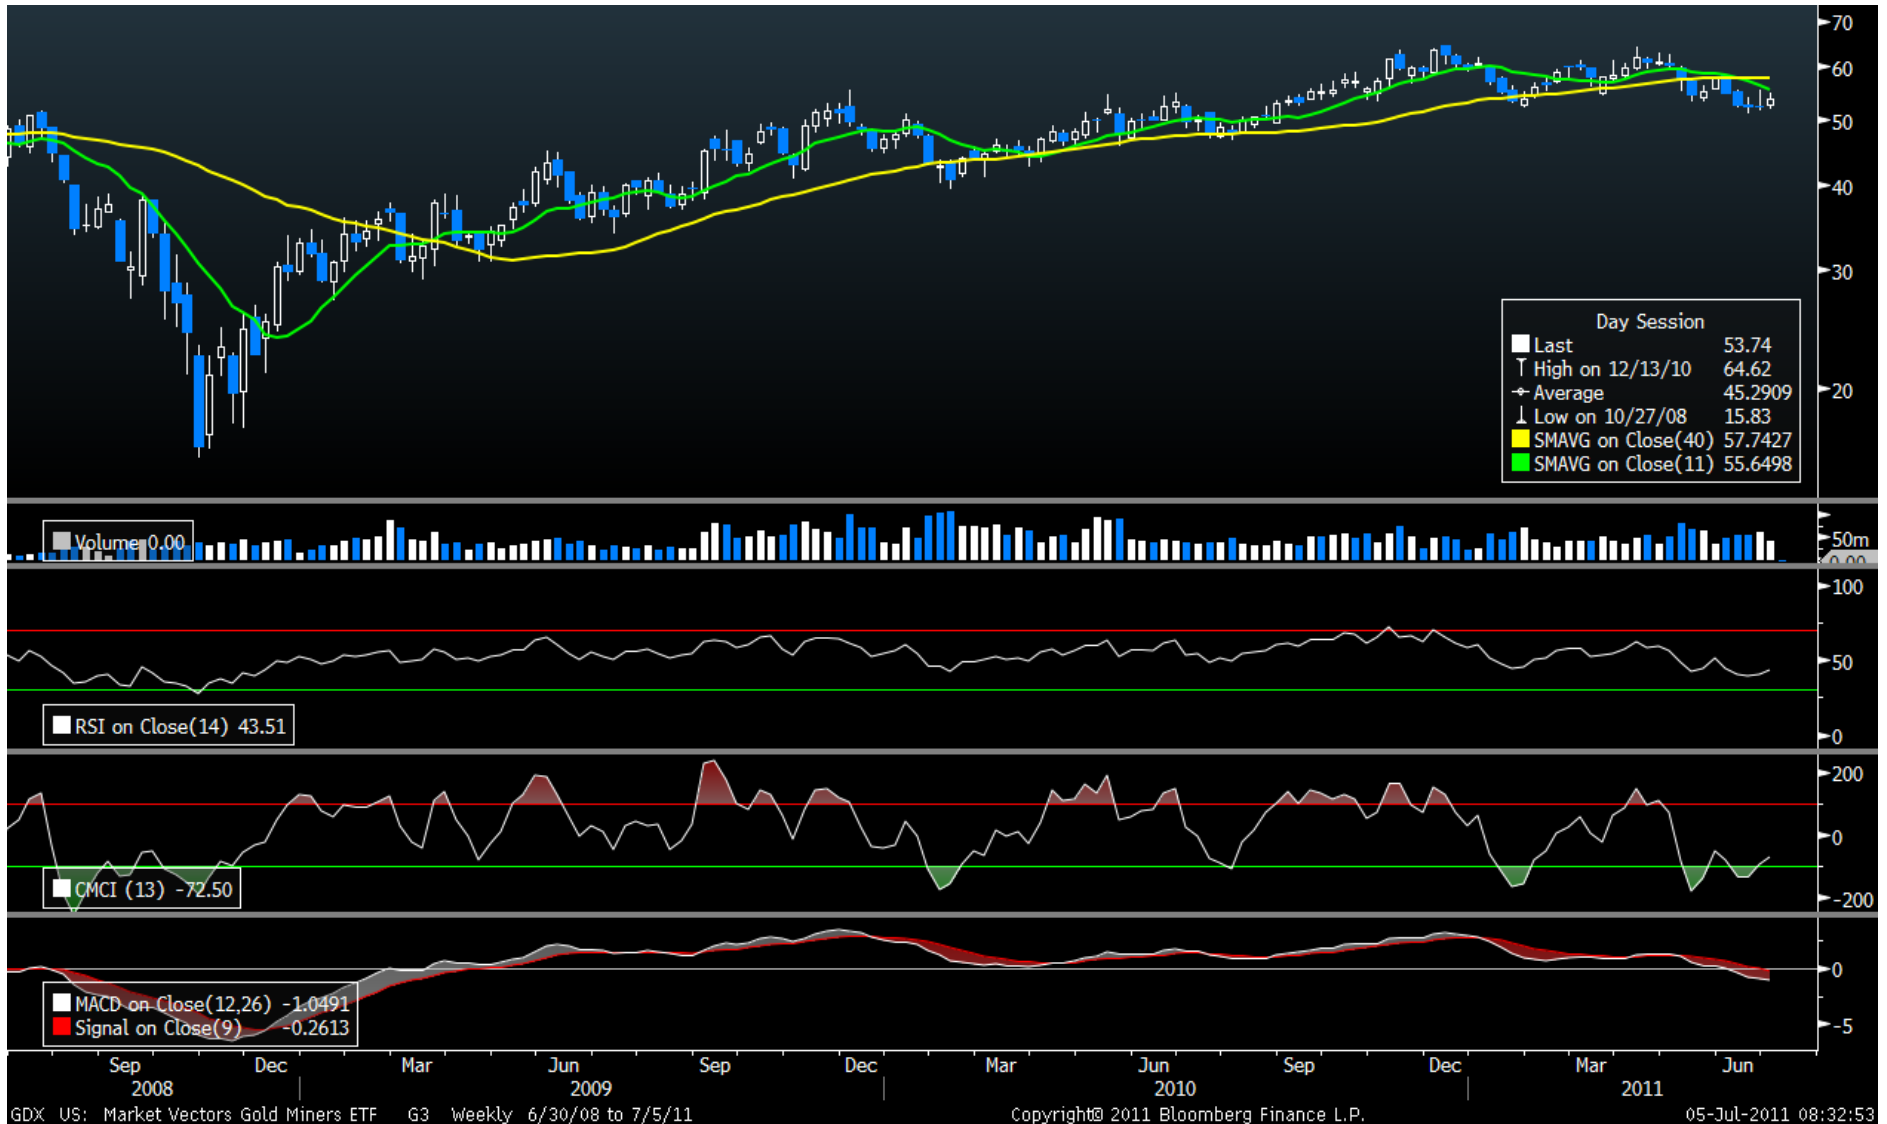 70
60
50
40
30
20
Day Session
Last 53.74
High on 12/13/10 64.62
Average 45.2909
Low on 10/27/08 15.83
SMAVG on Close(40) 57.7427
SMAVG on Close(11) 55.6498
Volume 0.00
50m
0.00
100
50
0
RSI on Close(14) 43.51
200
0
-200
CMCI (13) -72.50
0
-5
MACD on Close(12,26) -1.0491
Signal on Close(9) -0.2613
Sep Dec Mar Jun Sep Dec Mar Jun Sep Dec Mar Jun
2008 2009 2010 2011
GDX US: Market Vectors Gold Miners ETF G3 Weekly 6/30/08 to 7/5/11 Copyright© 2011 Bloomberg Finance L.P. 05-Jul-2011 08:32:53